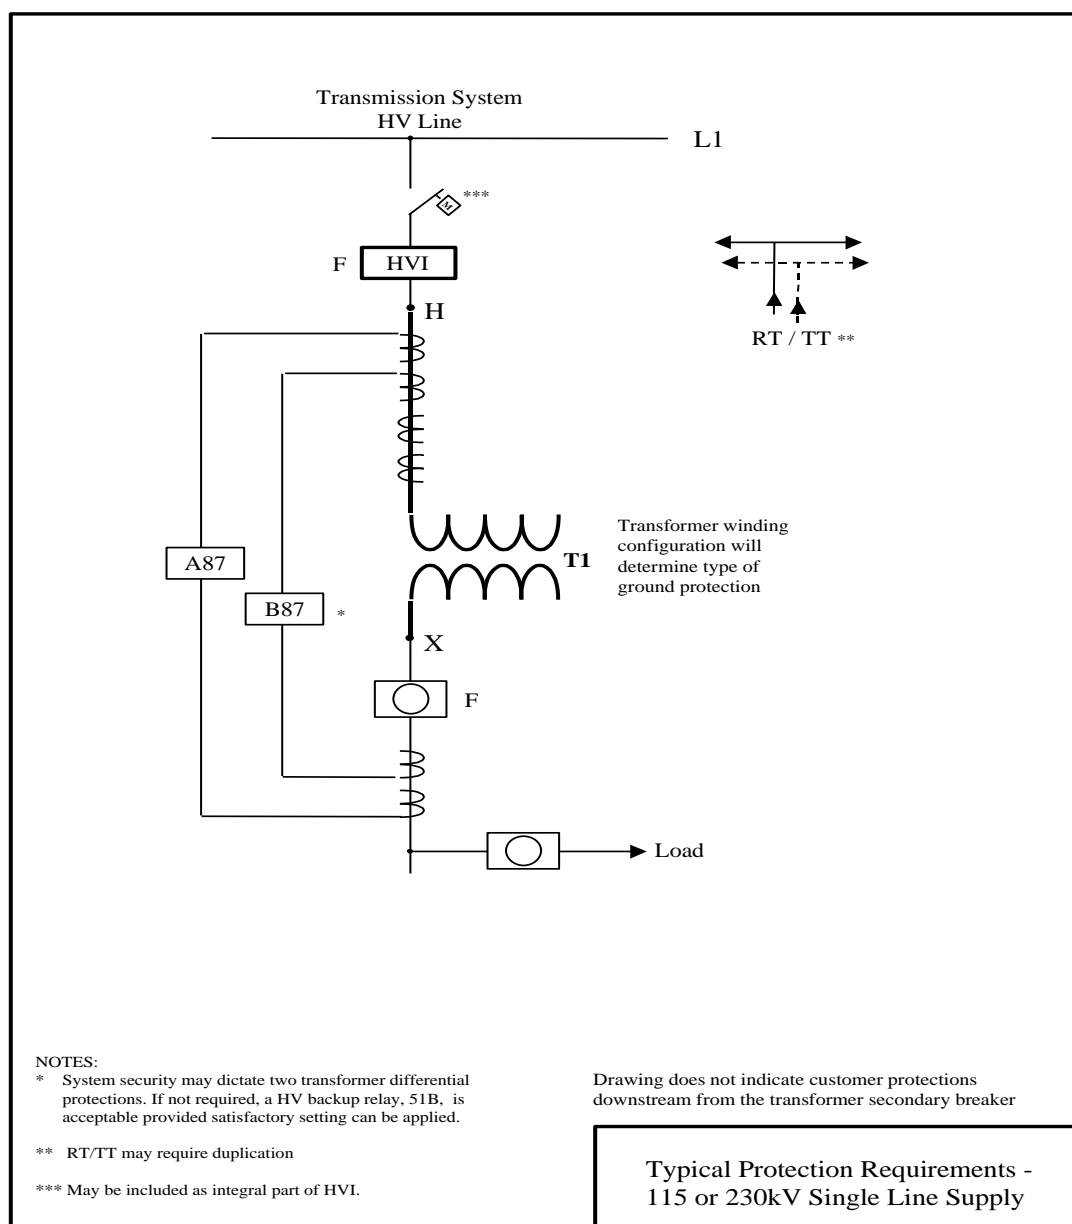 Transmission System
HV Line
L1
M
***
F
HVI
H
RT / TT **
A87
B87
*
T1
Transformer winding
configuration will
determine type of
ground protection
X
F
Load
NOTES:
* System security may dictate two transformer differential
protections. If not required, a HV backup relay, 51B, is
acceptable provided satisfactory setting can be applied.
** RT/TT may require duplication
*** May be included as integral part of HVI.
Drawing does not indicate customer protections
downstream from the transformer secondary breaker
Typical Protection Requirements -
115 or 230kV Single Line Supply